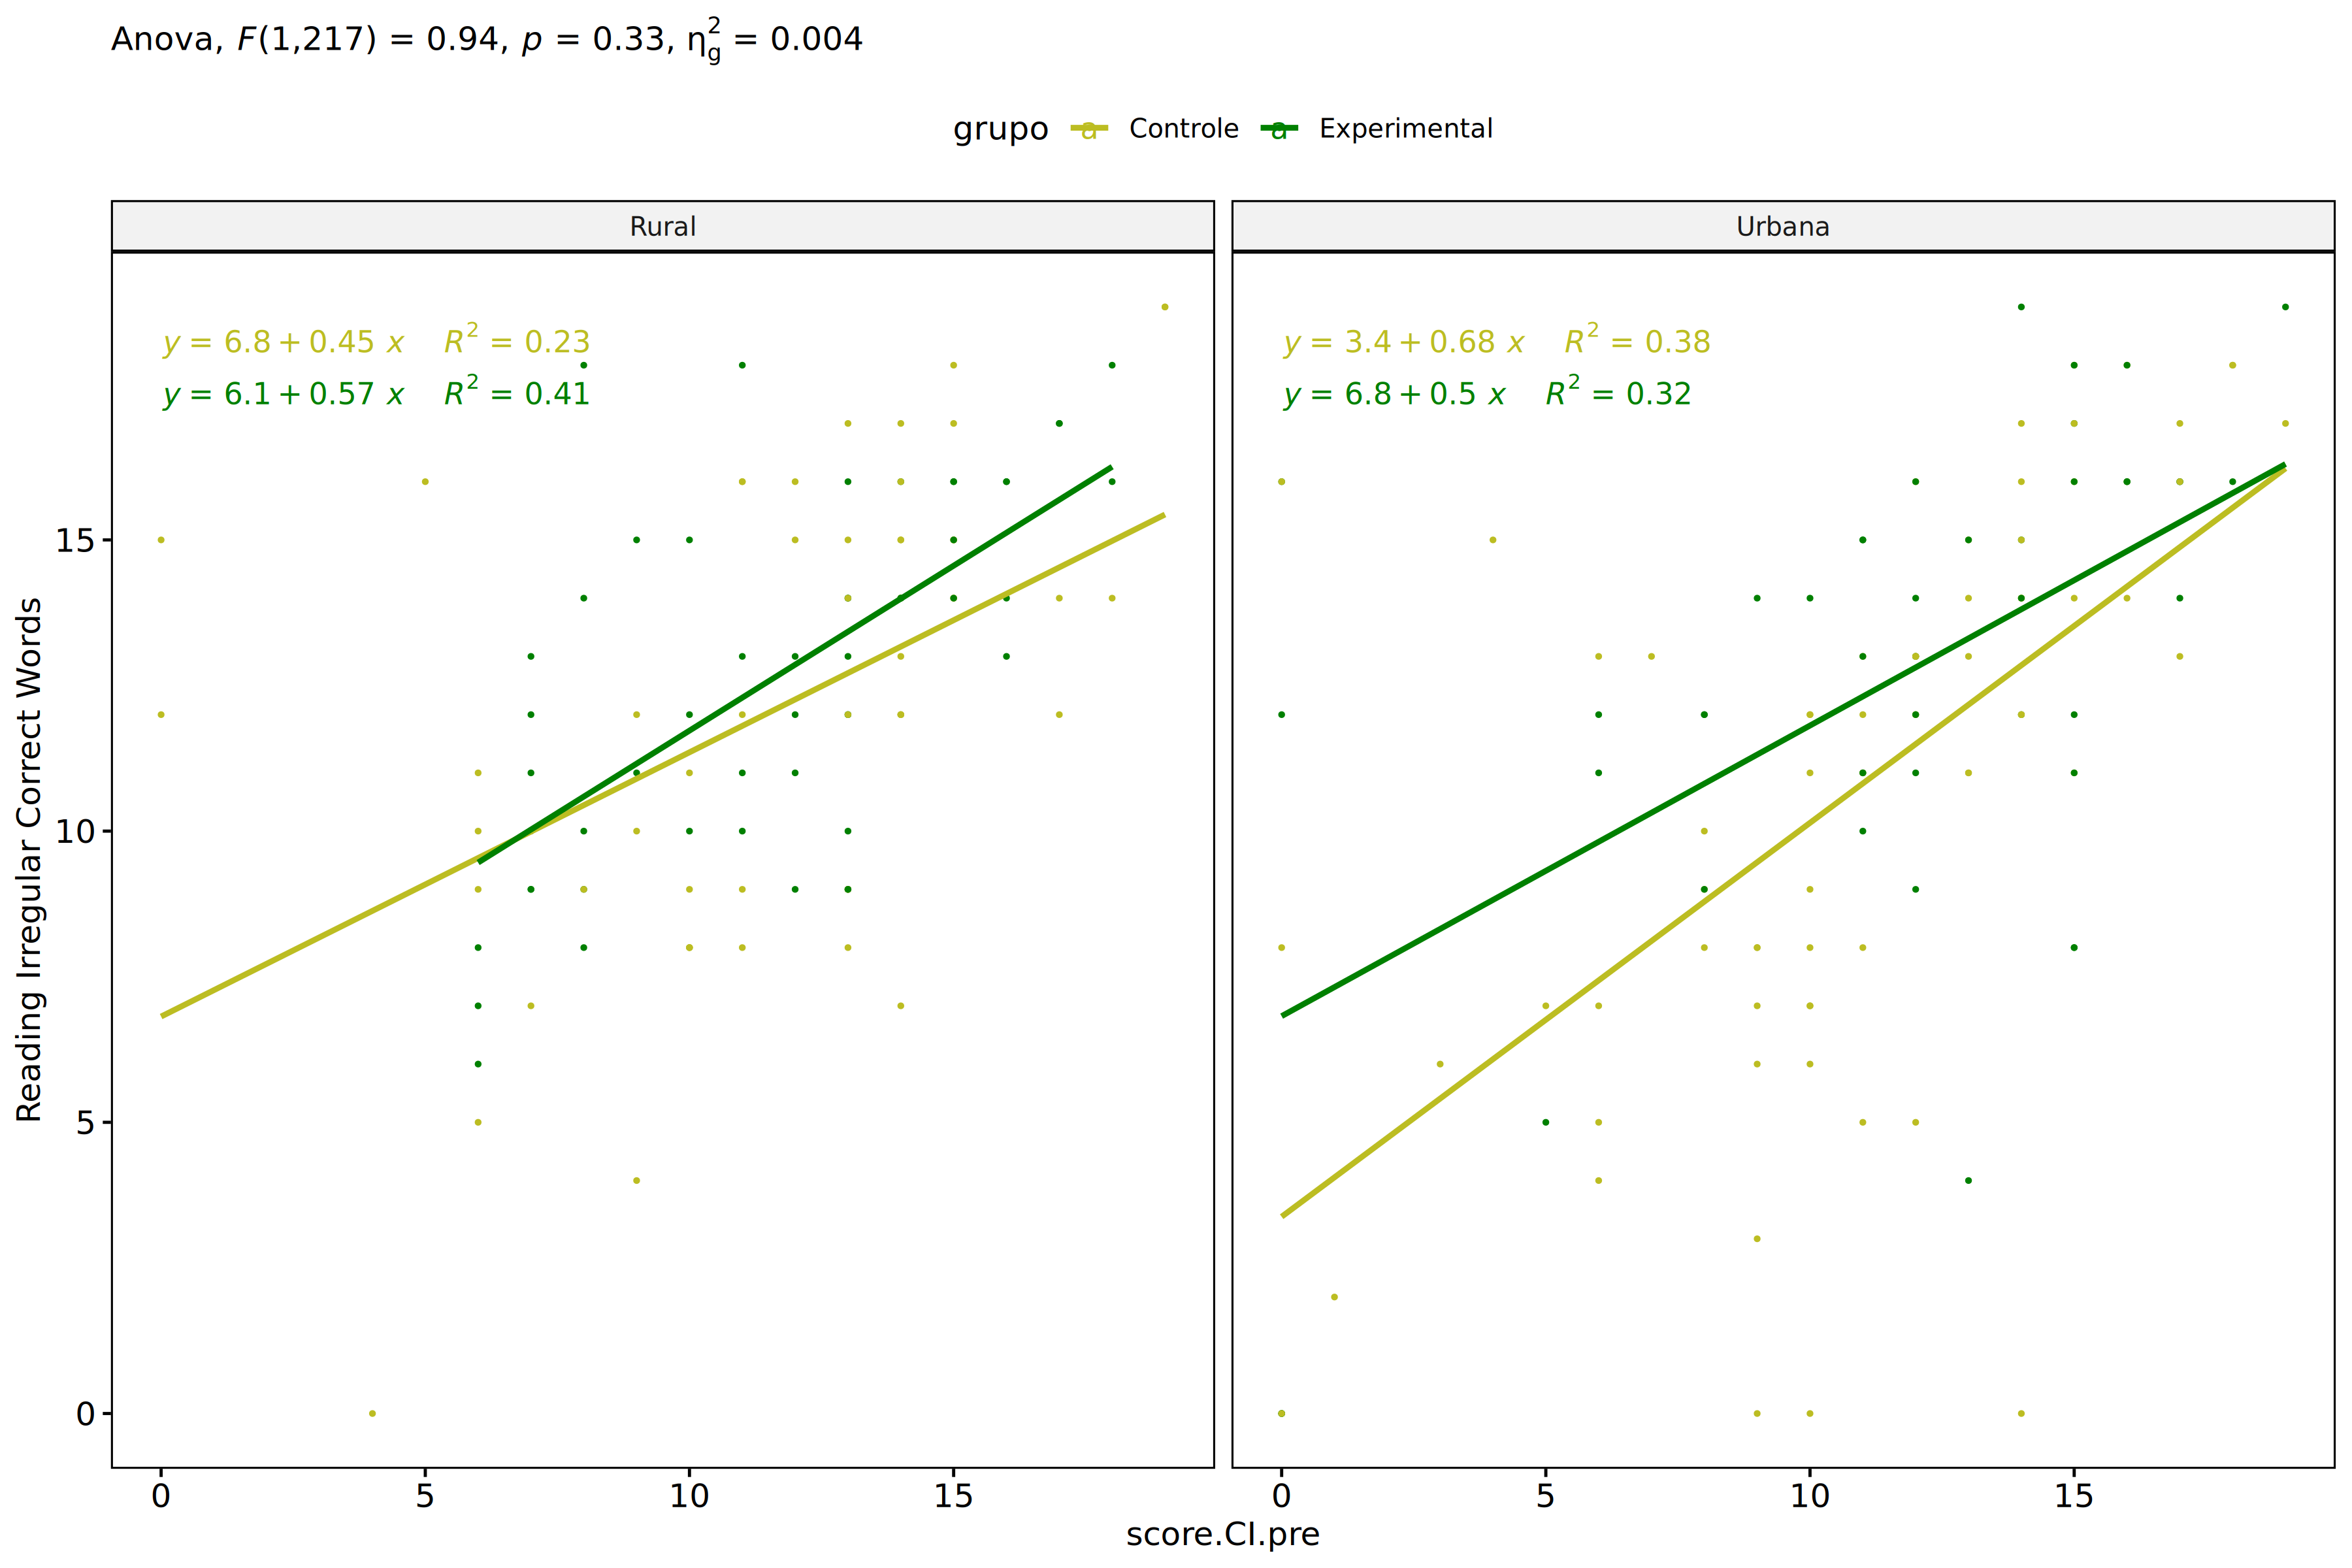 Anova, F(1,217) = 0.94, p = 0.33, η²g = 0.004
grupo a Controle a Experimental
Rural
Urbana
y = 6.8 + 0.45 x R² = 0.23
y = 6.1 + 0.57 x R² = 0.41
y = 3.4 + 0.68 x R² = 0.38
y = 6.8 + 0.5 x R² = 0.32
Reading Irregular Correct Words
15
10
5
0
0 5 10 15
0 5 10 15
score.CI.pre